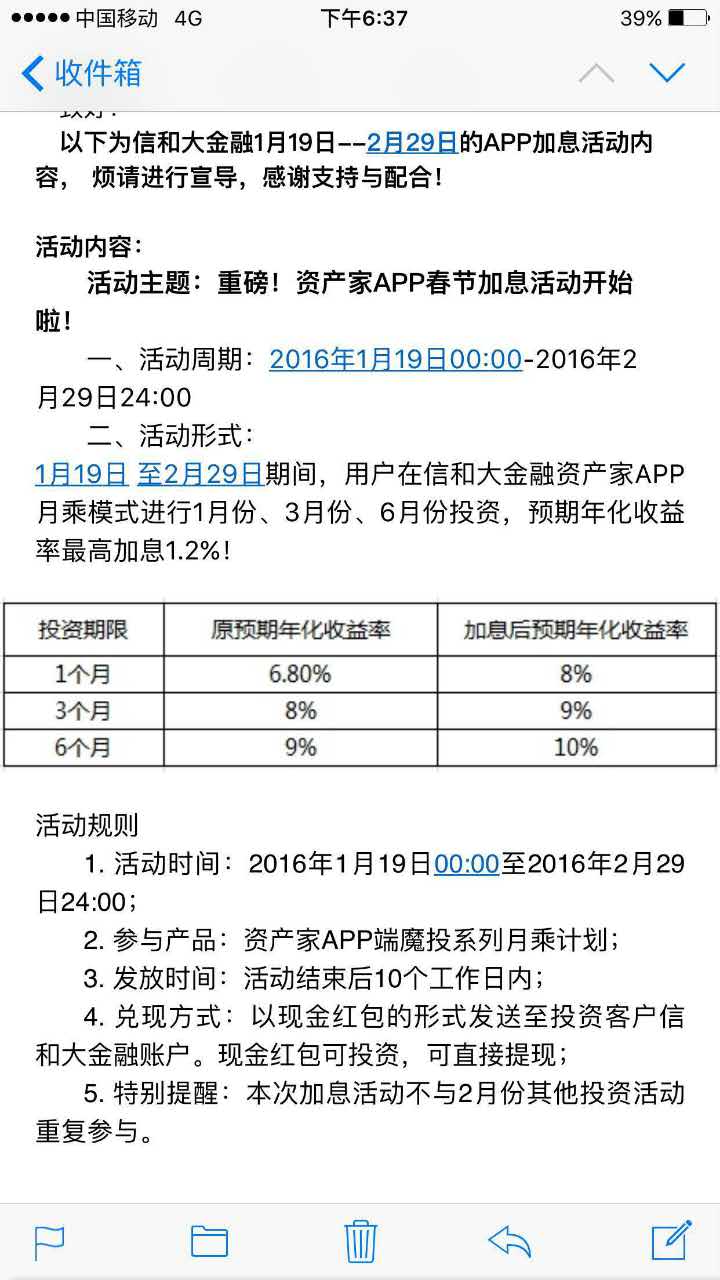 中国移动 4G 下午6:37 39%
收件箱
致好！
以下为信和大金融1月19日--2月29日的APP加息活动内
容， 烦请进行宣导，感谢支持与配合！
活动内容：
活动主题：重磅！资产家APP春节加息活动开始
啦！
一、活动周期：2016年1月19日00:00-2016年2
月29日24:00
二、活动形式：
1月19日 至2月29日期间，用户在信和大金融资产家APP
月乘模式进行1月份、3月份、6月份投资，预期年化收益
率最高加息1.2%！
投资期限 原预期年化收益率 加息后预期年化收益率
1个月 6.80% 8%
3个月 8% 9%
6个月 9% 10%
活动规则
1. 活动时间：2016年1月19日00:00至2016年2月29
日24:00；
2. 参与产品：资产家APP端魔投系列月乘计划；
3. 发放时间：活动结束后10个工作日内；
4. 兑现方式：以现金红包的形式发送至投资客户信
和大金融账户。现金红包可投资，可直接提现；
5. 特别提醒：本次加息活动不与2月份其他投资活动
重复参与。